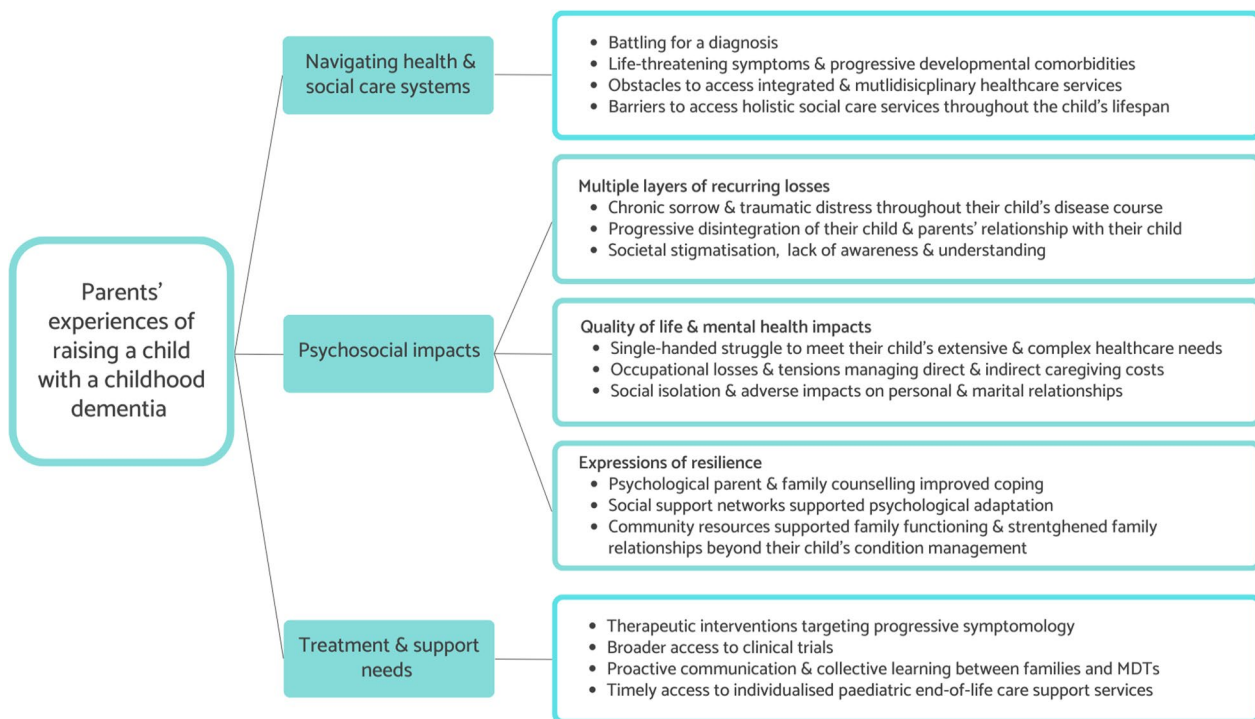 Parents'
experiences of
raising a child
with a childhood
dementia
Navigating health &
social care systems
• Battling for a diagnosis
• Life-threatening symptoms & progressive developmental comorbidities
• Obstacles to access integrated & mutlidisicplinary healthcare services
• Barriers to access holistic social care services throughout the child's lifespan
Psychosocial impacts
Multiple layers of recurring losses
• Chronic sorrow & traumatic distress throughout their child's disease course
• Progressive disintegration of their child & parents' relationship with their child
• Societal stigmatisation, lack of awareness & understanding
Quality of life & mental health impacts
• Single-handed struggle to meet their child's extensive & complex healthcare needs
• Occupational losses & tensions managing direct & indirect caregiving costs
• Social isolation & adverse impacts on personal & marital relationships
Expressions of resilience
• Psychological parent & family counselling improved coping
• Social support networks supported psychological adaptation
• Community resources supported family functioning & strentghened family
relationships beyond their child's condition management
Treatment & support
needs
• Therapeutic interventions targeting progressive symptomology
• Broader access to clinical trials
• Proactive communication & collective learning between families and MDTs
• Timely access to individualised paediatric end-of-life care support services